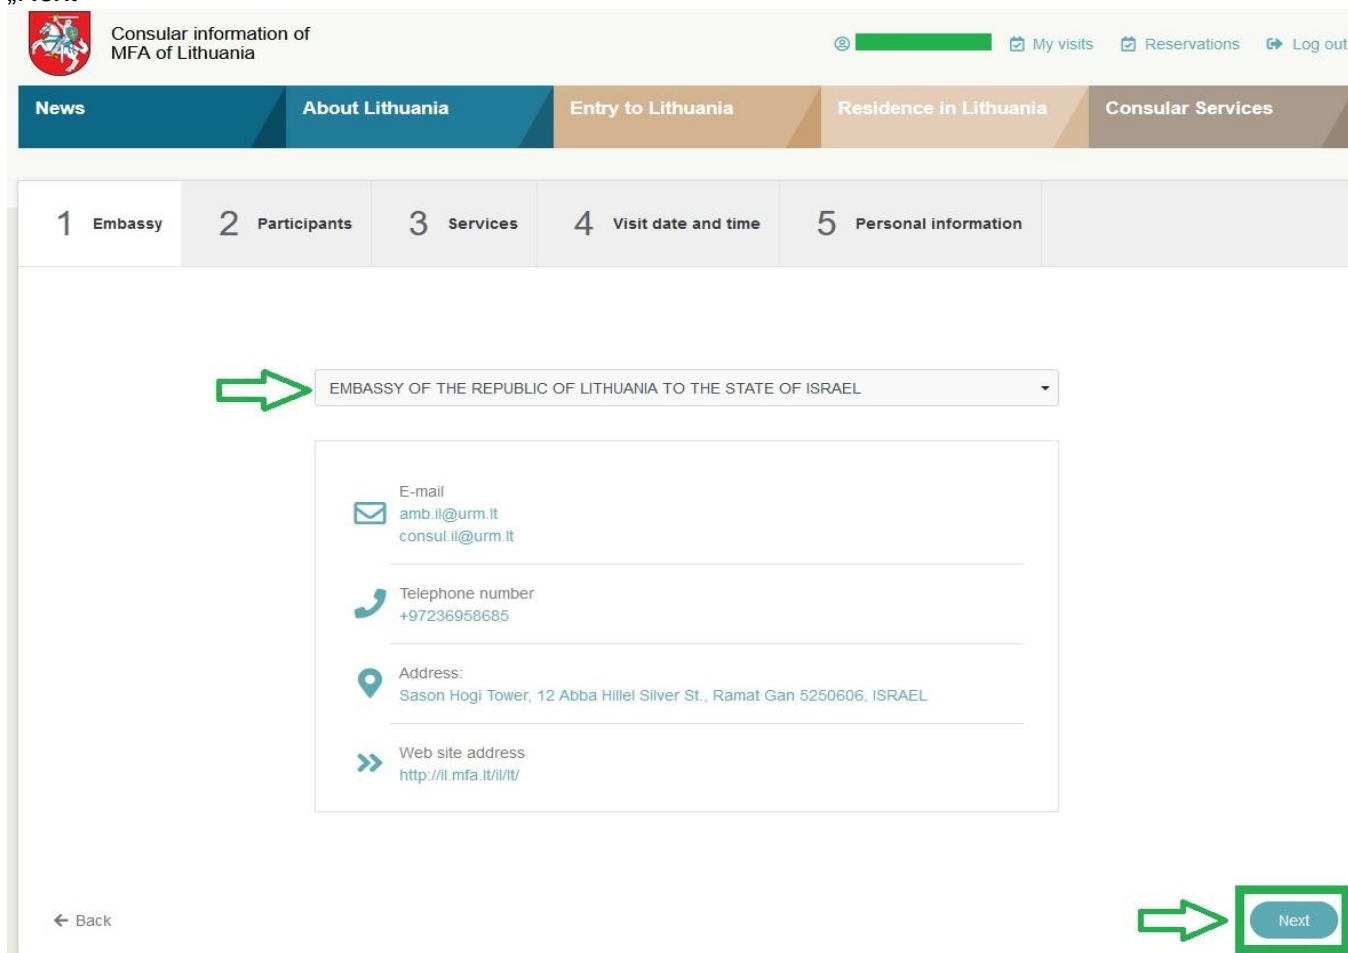 Consular information of
MFA of Lithuania
My visits
Reservations
Log out
News
About Lithuania
Entry to Lithuania
Residence in Lithuania
Consular Services
1 Embassy
2 Participants
3 Services
4 Visit date and time
5 Personal information
EMBASSY OF THE REPUBLIC OF LITHUANIA TO THE STATE OF ISRAEL
E-mail
amb.il@urm.lt
consul.il@urm.lt
Telephone number
+97236958685
Address:
Sason Hogi Tower, 12 Abba Hillel Silver St., Ramat Gan 5250606, ISRAEL
Web site address
http://il.mfa.lt/il/lt/
Back
Next